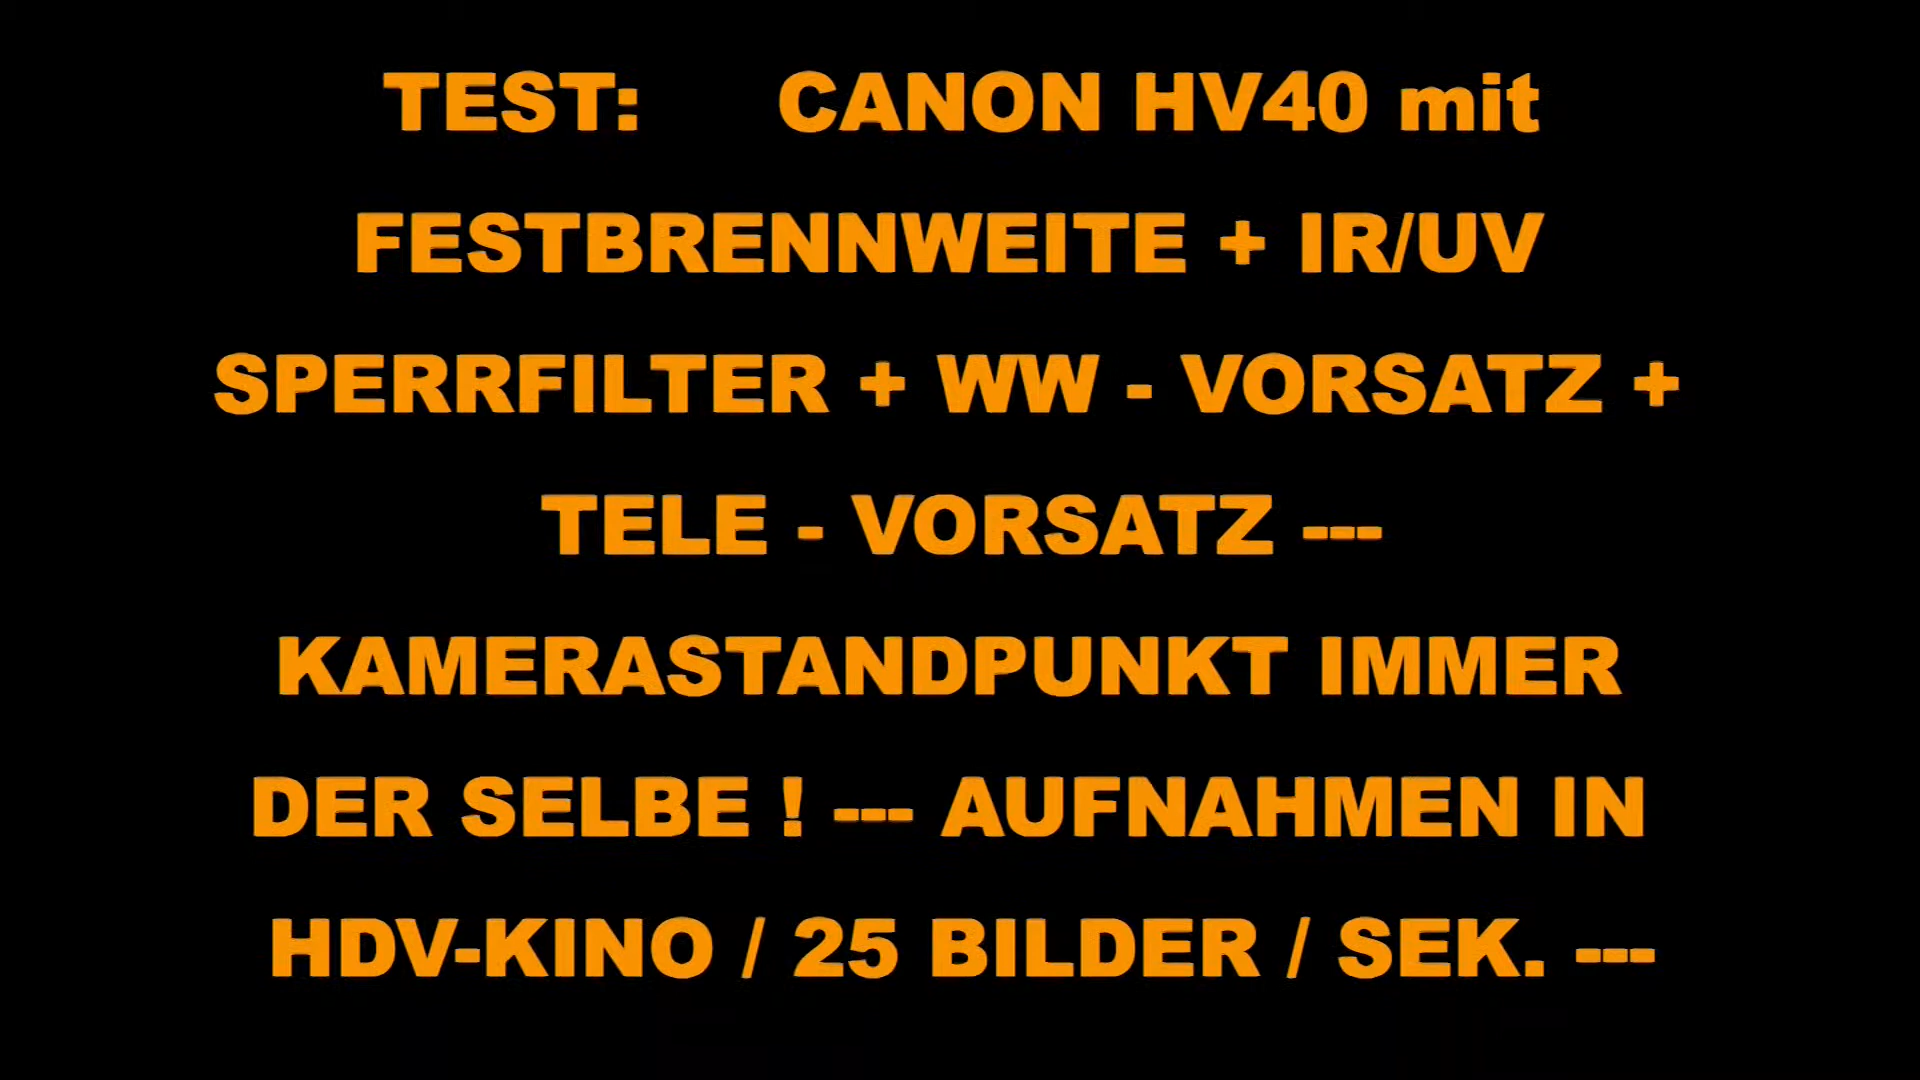 TEST: CANON HV40 mit
FESTBRENNWEITE + IR/UV
SPERRFILTER + WW - VORSATZ +
TELE - VORSATZ ---
KAMERASTANDPUNKT IMMER
DER SELBE ! --- AUFNAHMEN IN
HDV-KINO / 25 BILDER / SEK. ---